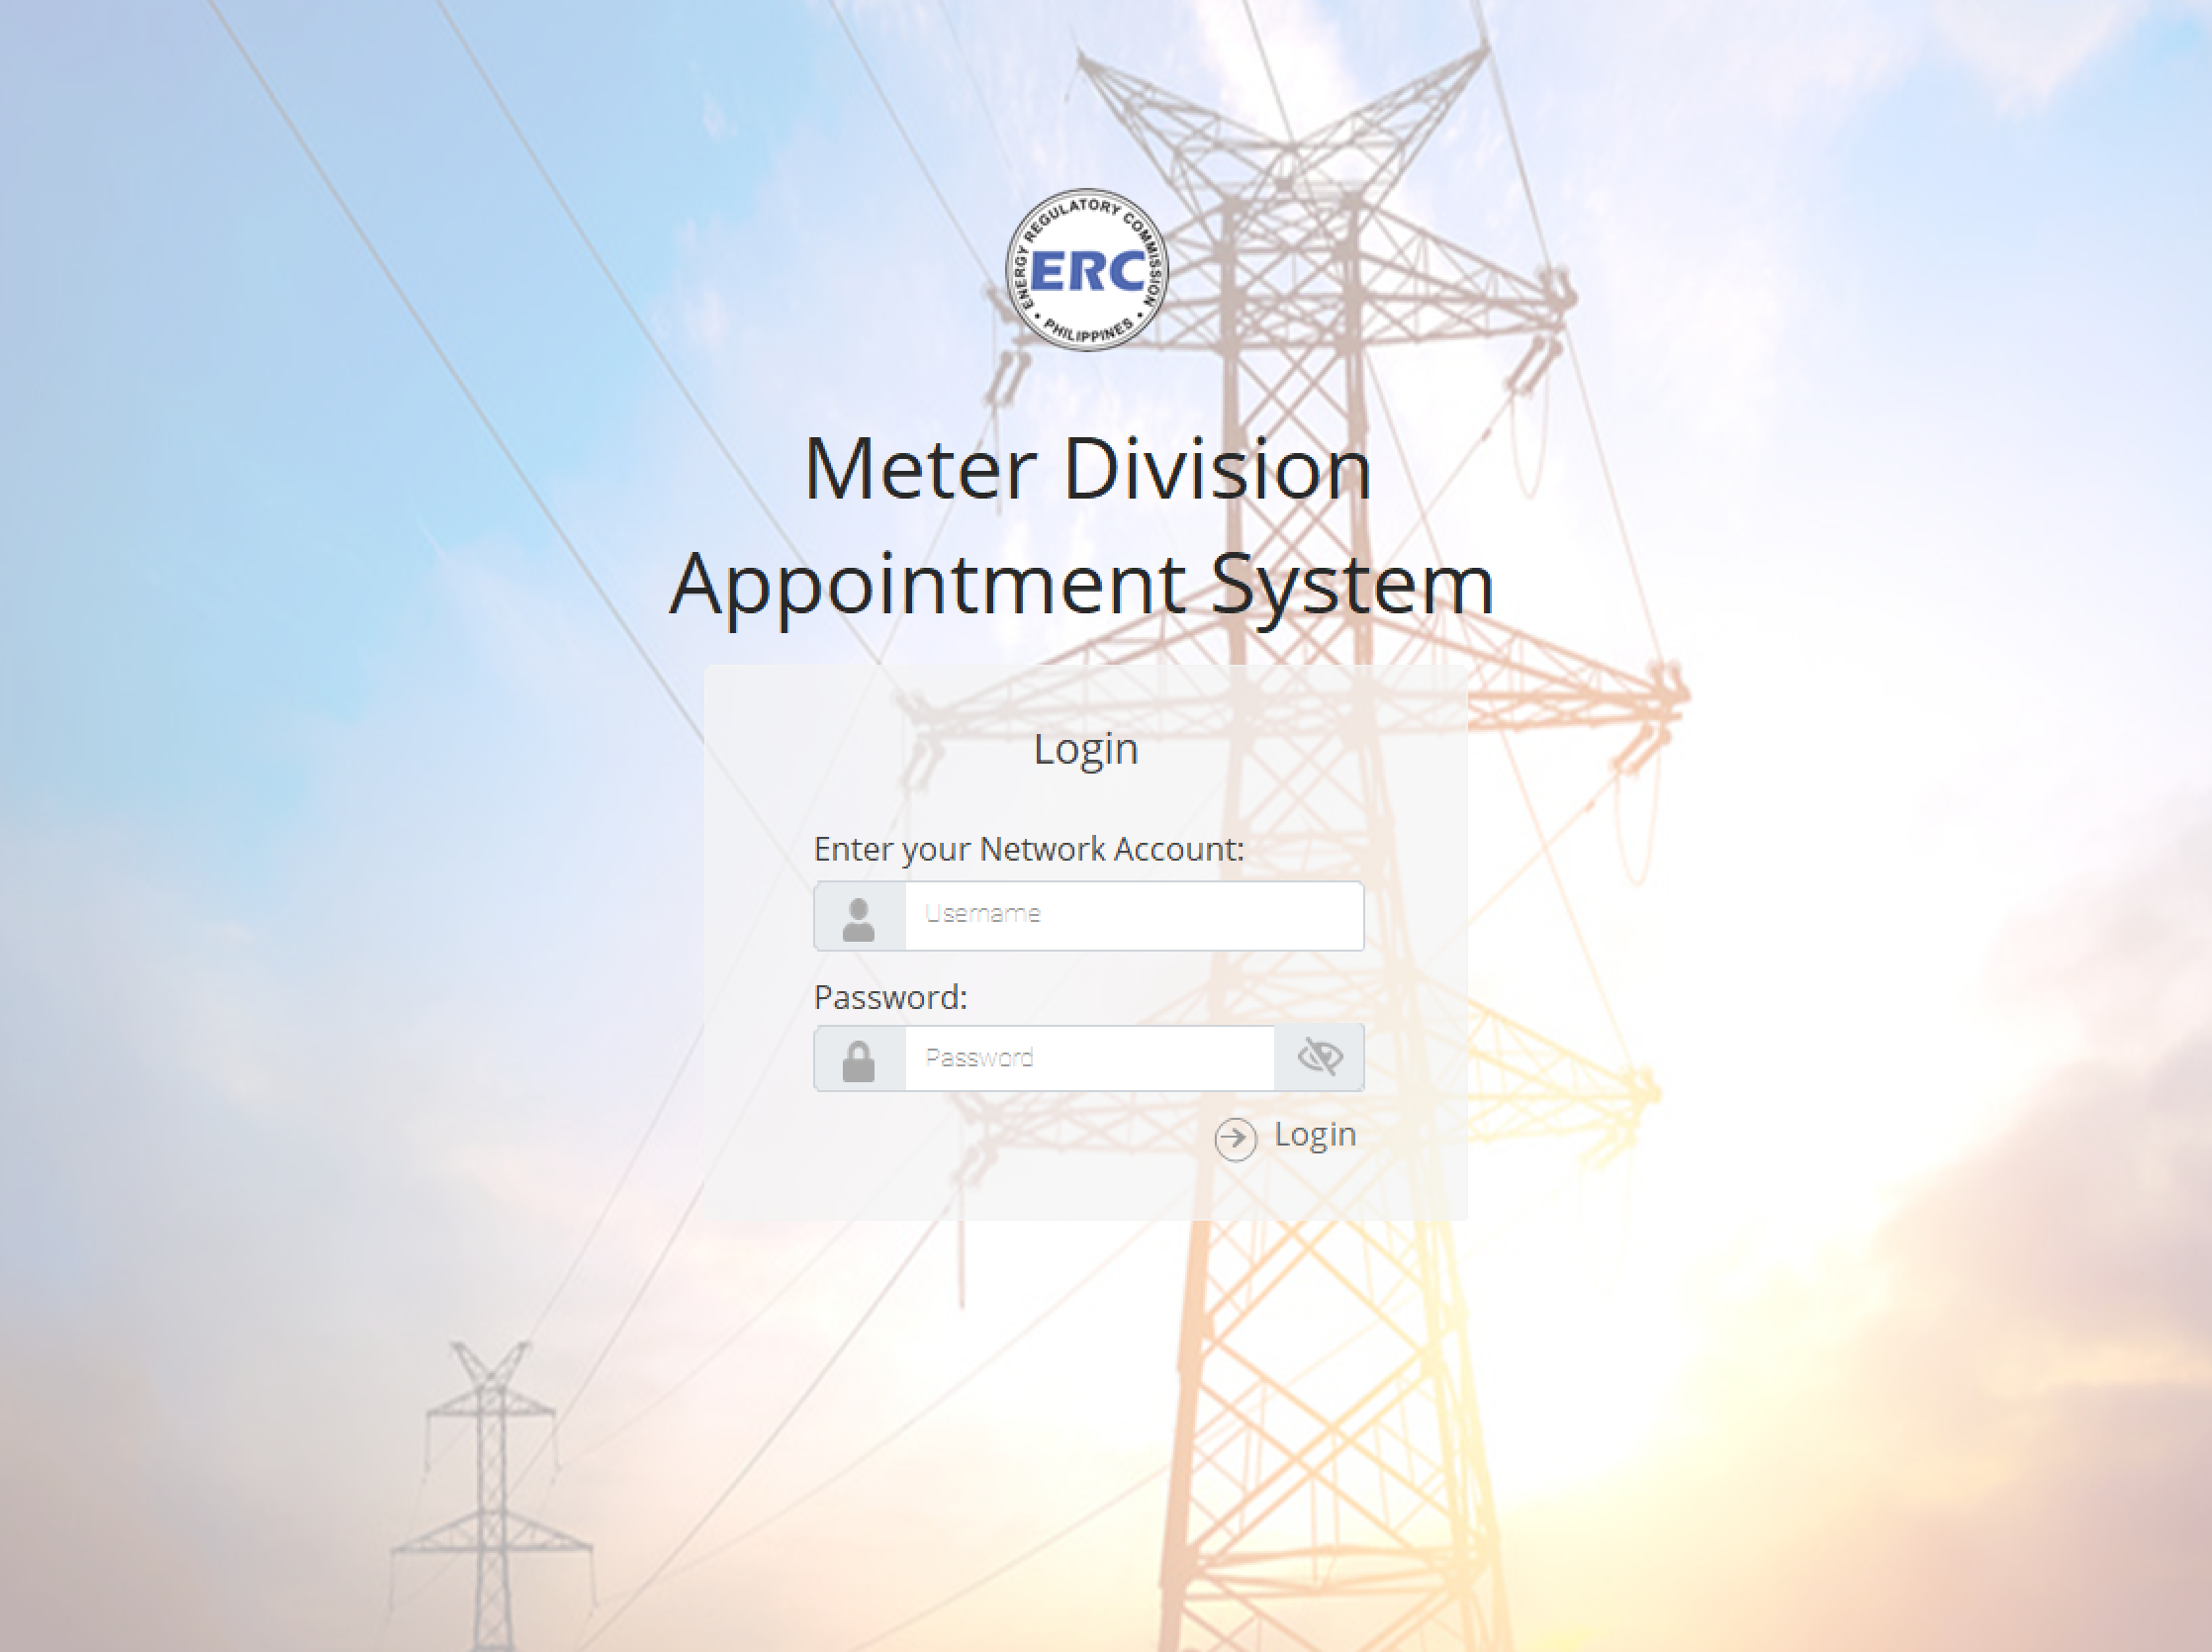 ENERGY REGULATORY COMMISSION
ERC
• PHILIPPINES •
Meter Division
Appointment System
Login
Enter your Network Account:
Username
Password:
Password
Login